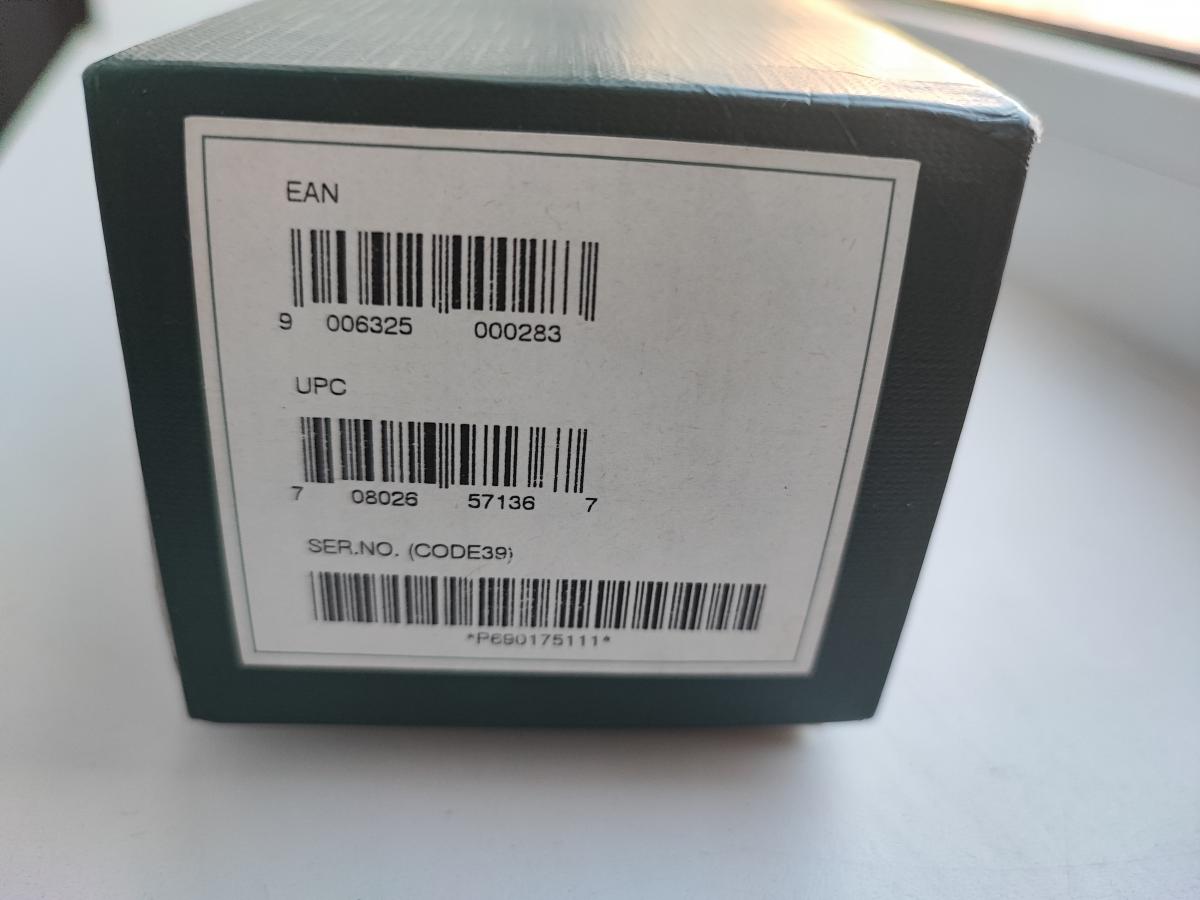 EAN
9 006325 000283
UPC
7 08026 57136 7
SER.NO. (CODE39)
*P690175111*